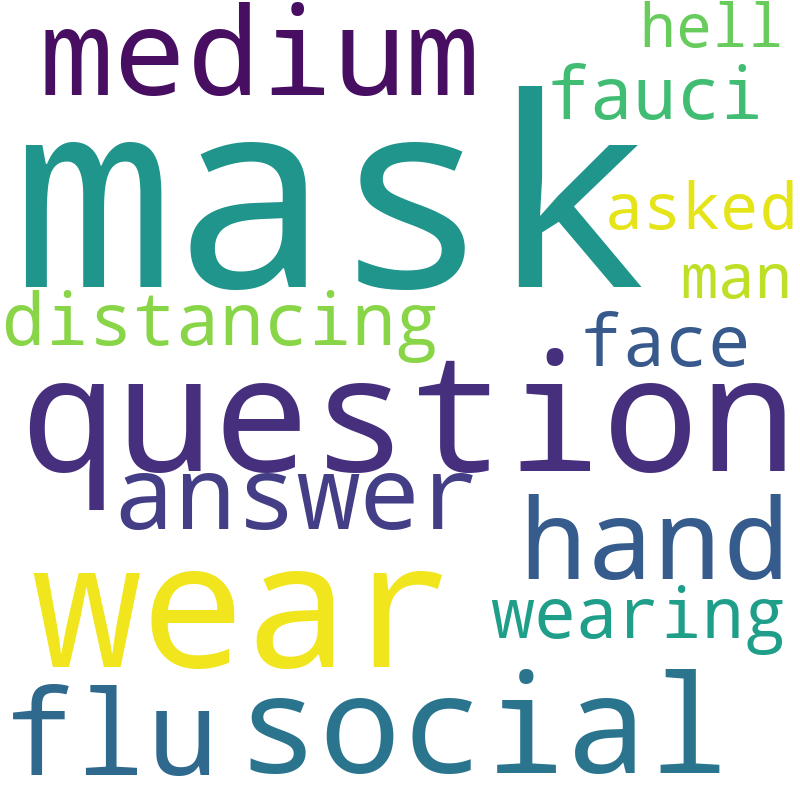 medium
hell
fauci
mask
asked
man
distancing
face
question
answer
hand
wear
wearing
flu
social